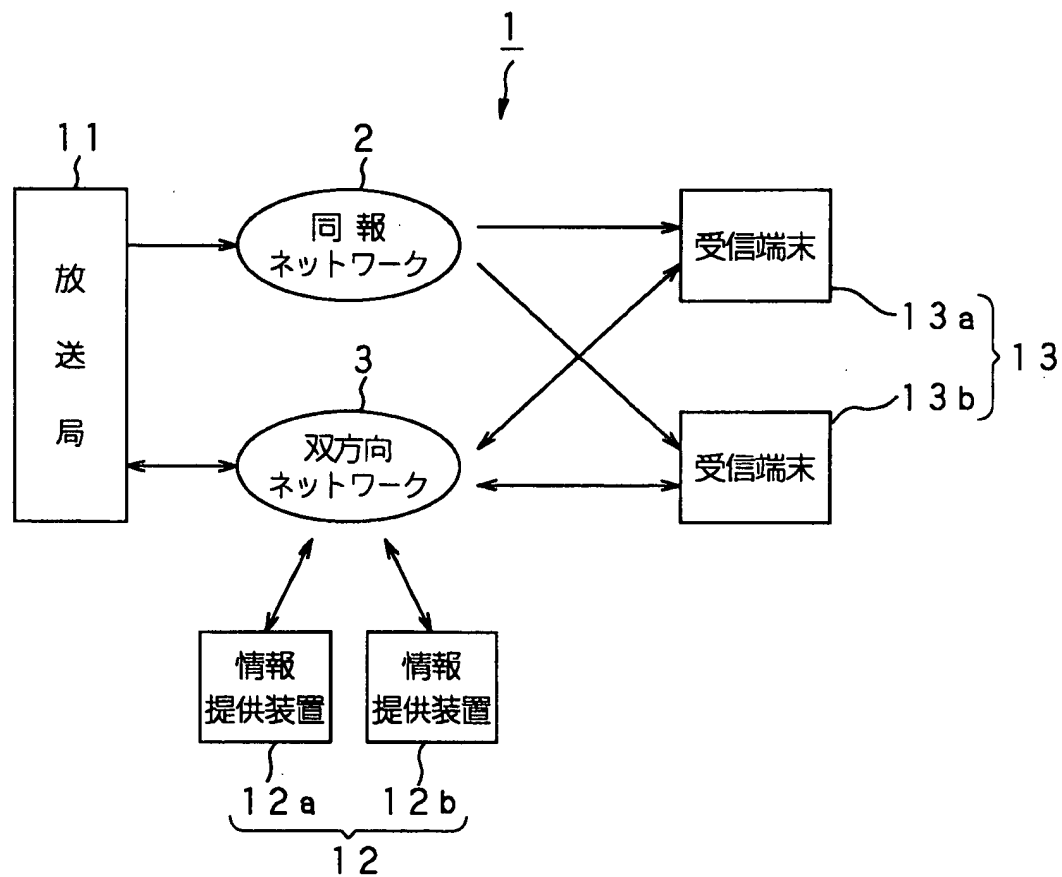 1
11
2
放送局
同報
ネットワーク
受信端末
13a
13
13b
3
双方向
ネットワーク
受信端末
情報
提供装置
情報
提供装置
12a
12b
12